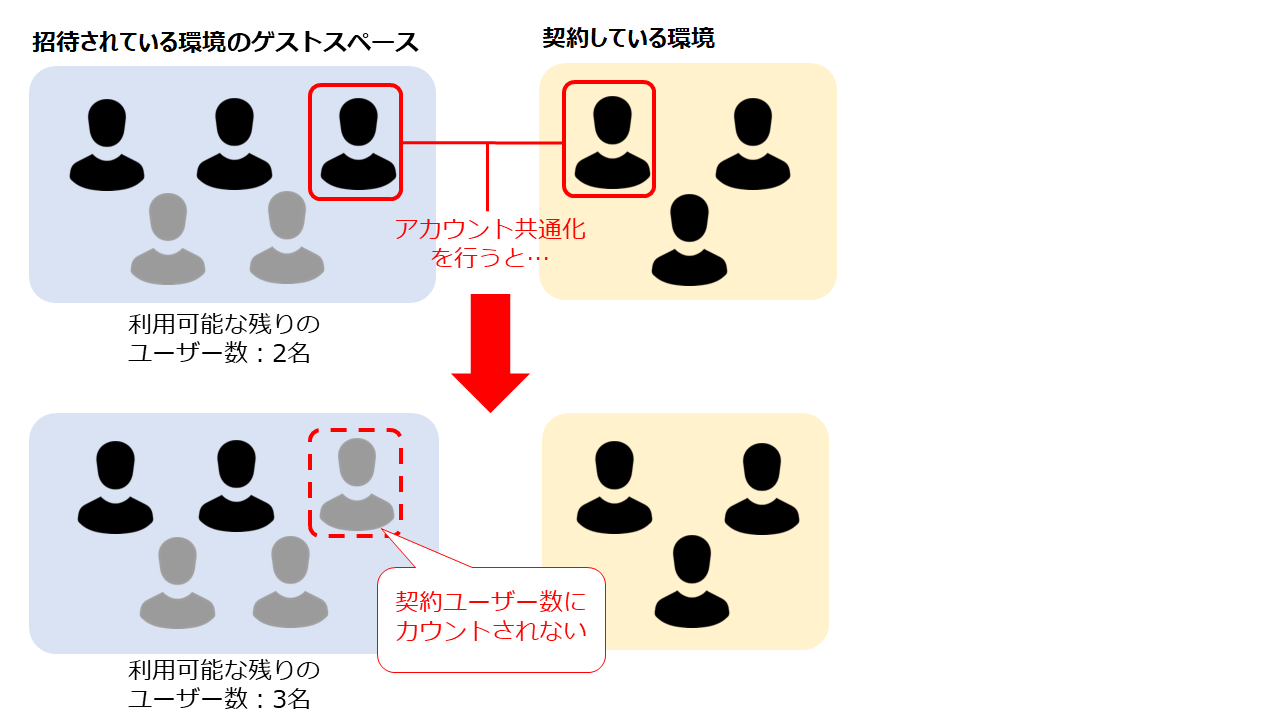 招待されている環境のゲストスペース
契約している環境
アカウント共通化
を行うと…
利用可能な残りの
ユーザー数：2名
契約ユーザー数に
カウントされない
利用可能な残りの
ユーザー数：3名